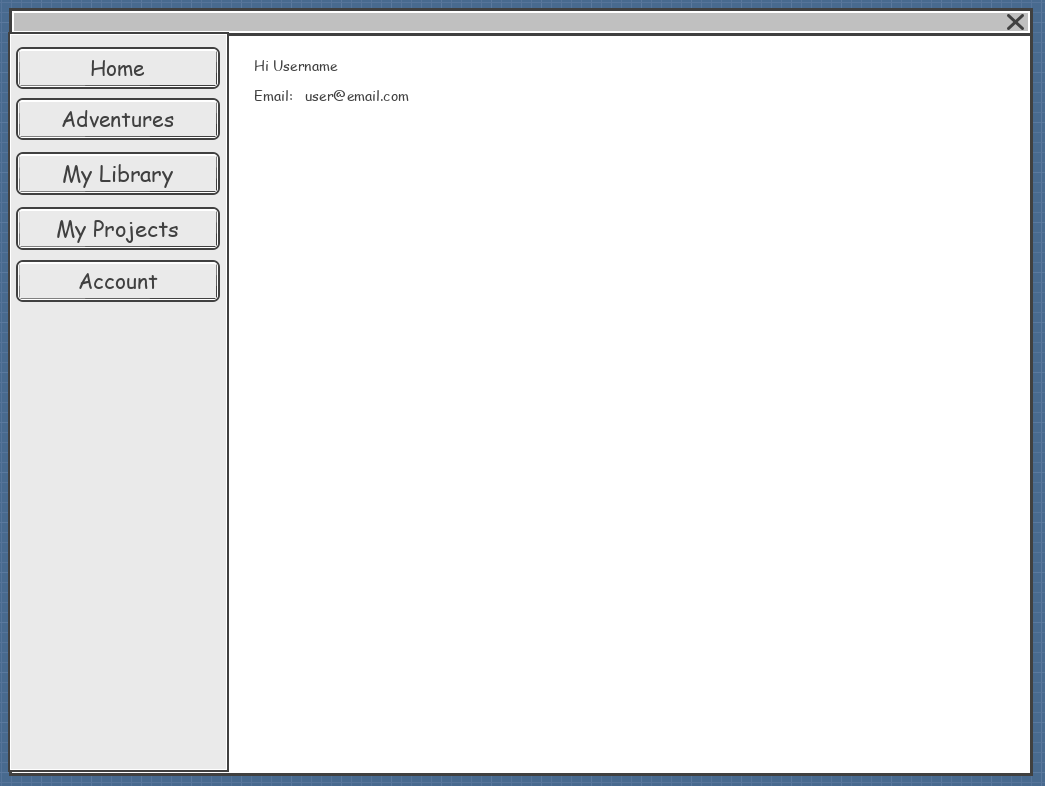 Home
Adventures
My Library
My Projects
Account
Hi Username
Email: user@email.com